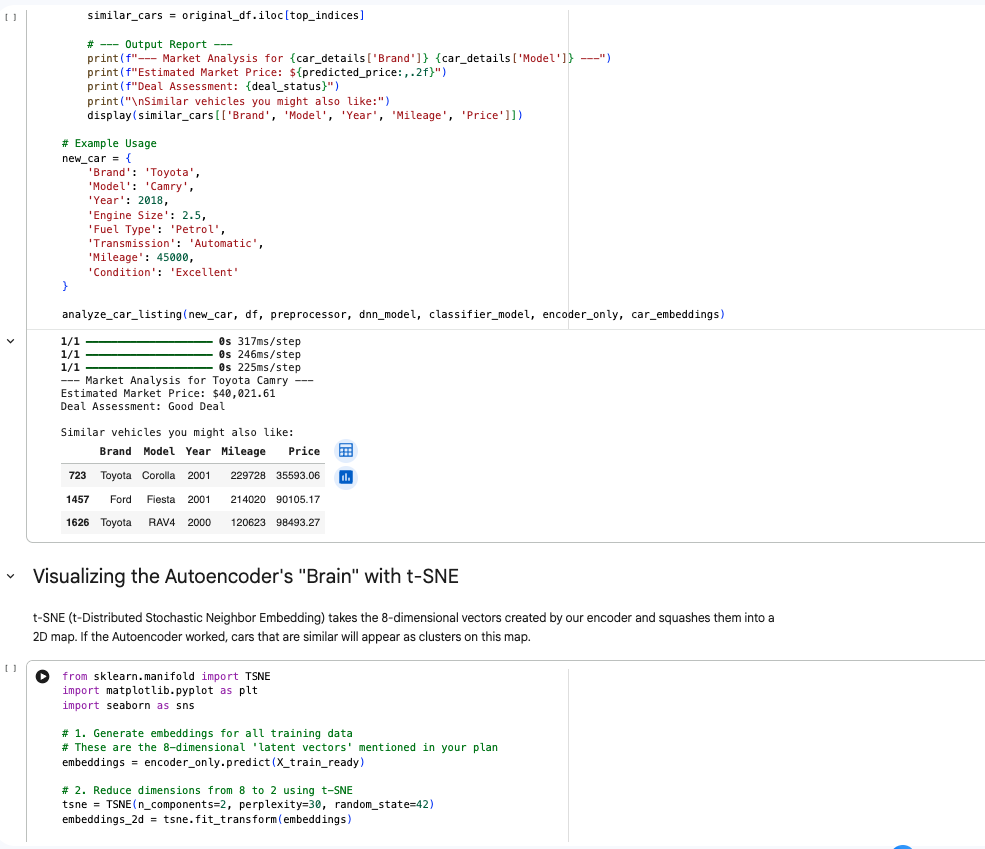 [ ]
similar_cars = original_df.iloc[top_indices]
# --- Output Report ---
print(f"--- Market Analysis for {car_details['Brand']} {car_details['Model']} ---")
print(f"Estimated Market Price: ${predicted_price:,.2f}")
print(f"Deal Assessment: {deal_status}")
print("\nSimilar vehicles you might also like:")
display(similar_cars[['Brand', 'Model', 'Year', 'Mileage', 'Price']])
# Example Usage
new_car = {
'Brand': 'Toyota',
'Model': 'Camry',
'Year': 2018,
'Engine Size': 2.5,
'Fuel Type': 'Petrol',
'Transmission': 'Automatic',
'Mileage': 45000,
'Condition': 'Excellent'
}
analyze_car_listing(new_car, df, preprocessor, dnn_model, classifier_model, encoder_only, car_embeddings)
1/1 ━━━━━━━━━━━━━━━━━━━━ 0s 317ms/step
1/1 ━━━━━━━━━━━━━━━━━━━━ 0s 246ms/step
1/1 ━━━━━━━━━━━━━━━━━━━━ 0s 225ms/step
--- Market Analysis for Toyota Camry ---
Estimated Market Price: $40,021.61
Deal Assessment: Good Deal
Similar vehicles you might also like:
Brand Model Year Mileage Price
723 Toyota Corolla 2001 229728 35593.06
1457 Ford Fiesta 2001 214020 90105.17
1626 Toyota RAV4 2000 120623 98493.27
Visualizing the Autoencoder's "Brain" with t-SNE
t-SNE (t-Distributed Stochastic Neighbor Embedding) takes the 8-dimensional vectors created by our encoder and squashes them into a
2D map. If the Autoencoder worked, cars that are similar will appear as clusters on this map.
[ ]
from sklearn.manifold import TSNE
import matplotlib.pyplot as plt
import seaborn as sns
# 1. Generate embeddings for all training data
# These are the 8-dimensional 'latent vectors' mentioned in your plan
embeddings = encoder_only.predict(X_train_ready)
# 2. Reduce dimensions from 8 to 2 using t-SNE
tsne = TSNE(n_components=2, perplexity=30, random_state=42)
embeddings_2d = tsne.fit_transform(embeddings)